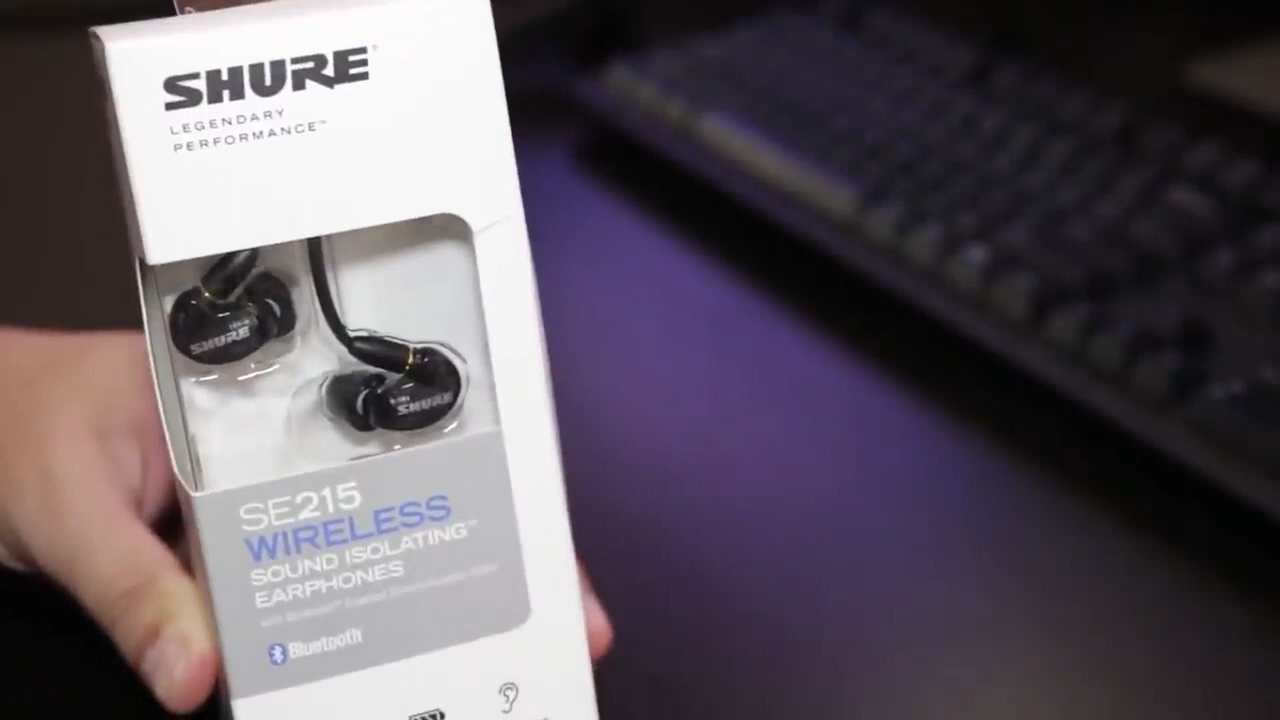 SHURE®
LEGENDARY
PERFORMANCE™
SHURE
SHURE
SE215
WIRELESS
SOUND ISOLATING™
EARPHONES
Bluetooth